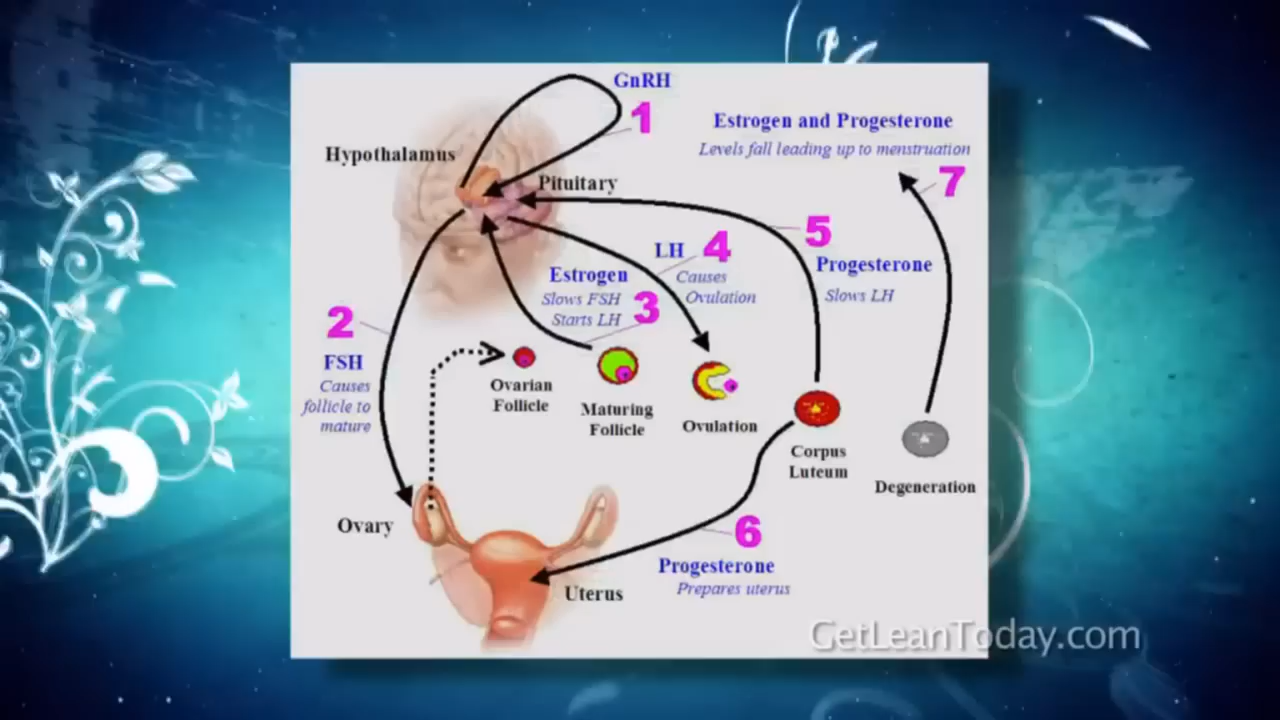 GnRH
1
Hypothalamus
Pituitary
Estrogen and Progesterone
Levels fall leading up to menstruation
7
2
FSH
Causes
follicle to
mature
Estrogen
Slows FSH
Starts LH
3
LH
4
Causes
Ovulation
5
Progesterone
Slows LH
Ovarian
Follicle
Maturing
Follicle
Ovulation
Corpus
Luteum
Degeneration
Ovary
Uterus
6
Progesterone
Prepares uterus
GetLeanToday.com